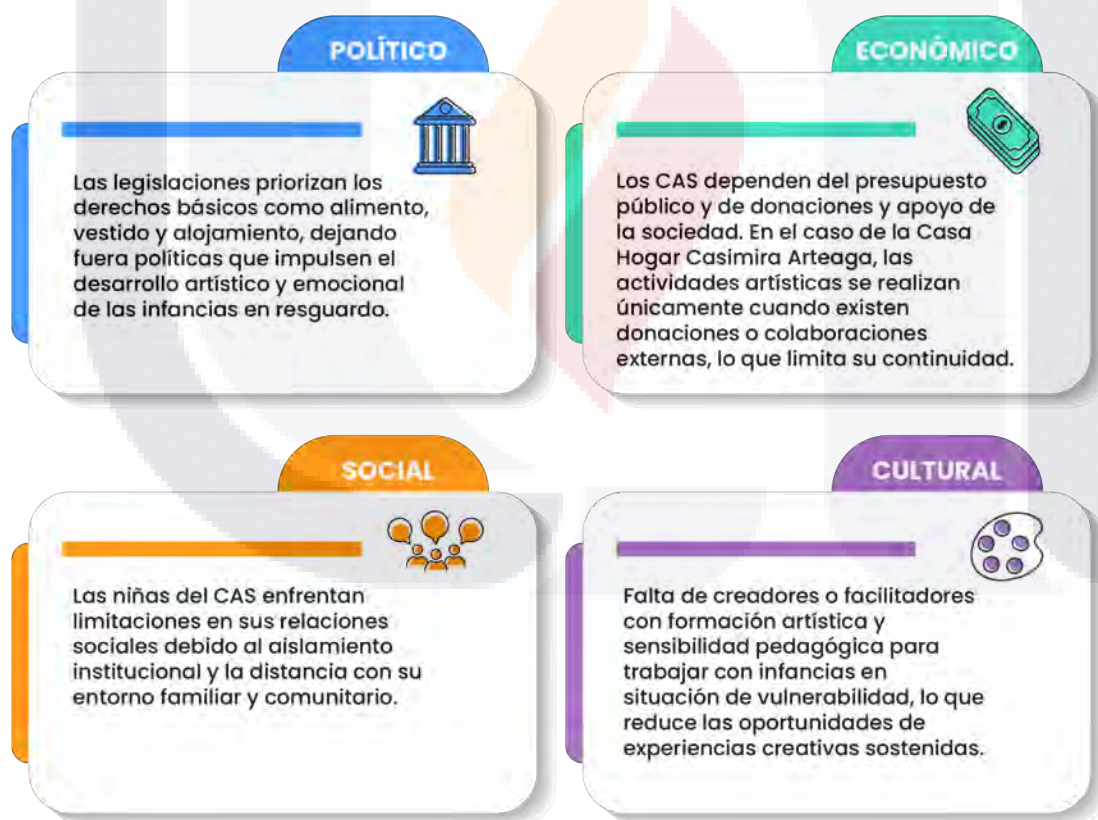 POLÍTICO
Las legislaciones priorizan los
derechos básicos como alimento,
vestido y alojamiento, dejando
fuera políticas que impulsen el
desarrollo artístico y emocional
de las infancias en resguardo.
ECONÓMICO
Los CAS dependen del presupuesto
público y de donaciones y apoyo de
la sociedad. En el caso de la Casa
Hogar Casimira Arteaga, las
actividades artísticas se realizan
únicamente cuando existen
donaciones o colaboraciones
externas, lo que limita su continuidad.
SOCIAL
Las niñas del CAS enfrentan
limitaciones en sus relaciones
sociales debido al aislamiento
institucional y la distancia con su
entorno familiar y comunitario.
CULTURAL
Falta de creadores o facilitadores
con formación artística y
sensibilidad pedagógica para
trabajar con infancias en
situación de vulnerabilidad, lo que
reduce las oportunidades de
experiencias creativas sostenidas.